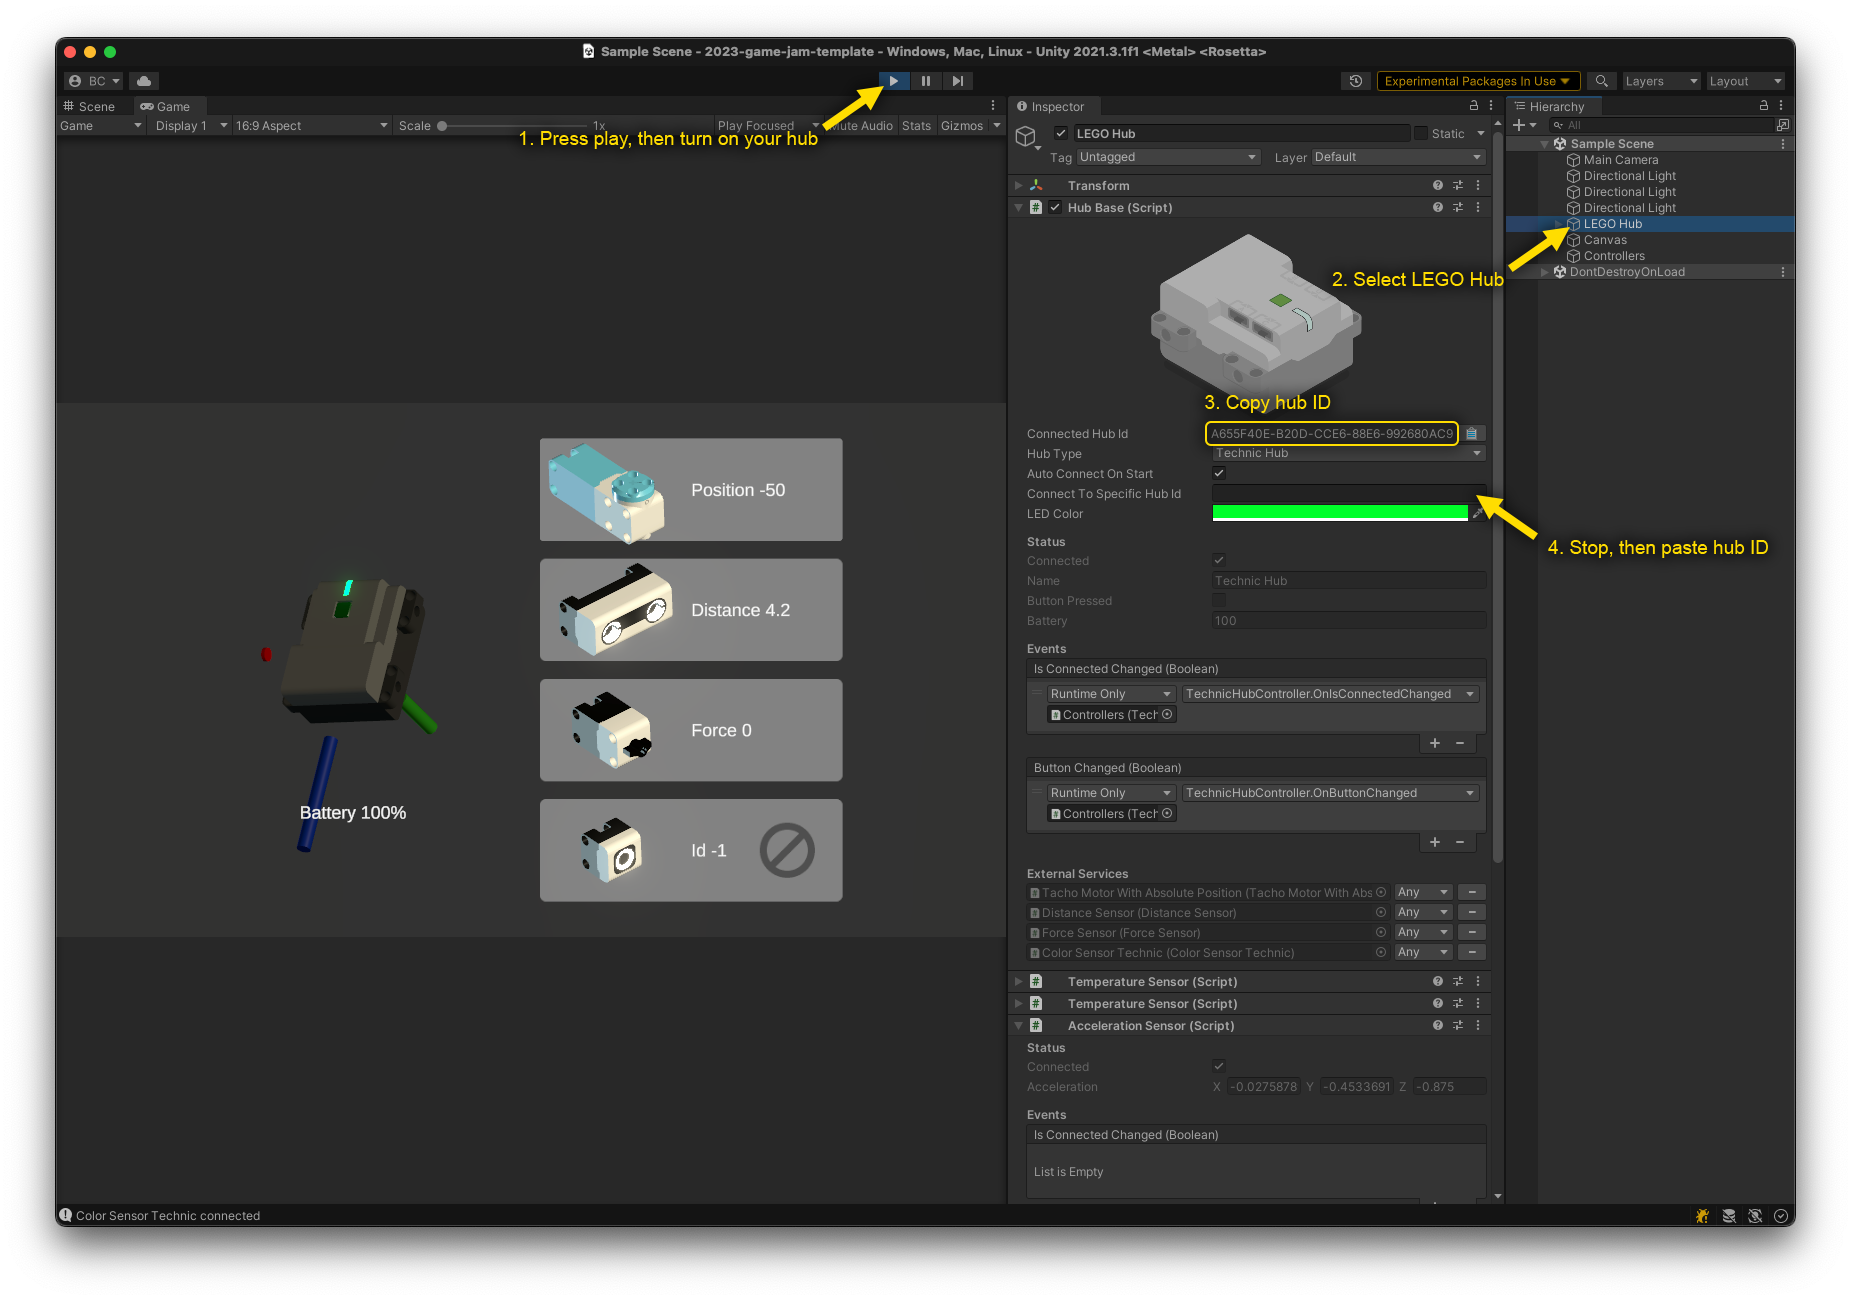 Sample Scene - 2023-game-jam-template - Windows, Mac, Linux - Unity 2021.3.1f1 <Metal> <Rosetta>
BC
Experimental Packages In Use
Layers
Layout
Scene
Game
Game
Display 1
16:9 Aspect
Scale
1x
Play Focused
Mute Audio
Stats
Gizmos
1. Press play, then turn on your hub
Position -50
Distance 4.2
Force 0
Id -1
Battery 100%
Inspector
LEGO Hub
Static
Tag
Untagged
Layer
Default
Transform
Hub Base (Script)
2. Select LEGO Hub
3. Copy hub ID
Connected Hub Id
A655F40E-B20D-CCE6-88E6-992680AC9
Hub Type
Technic Hub
Auto Connect On Start
Connect To Specific Hub Id
LED Color
4. Stop, then paste hub ID
Status
Connected
Name
Technic Hub
Button Pressed
Battery
100
Events
Is Connected Changed (Boolean)
Runtime Only
TechnicHubController.OnIsConnectedChanged
Controllers (Tech
Button Changed (Boolean)
Runtime Only
TechnicHubController.OnButtonChanged
Controllers (Tech
External Services
Tacho Motor With Absolute Position (Tacho Motor With Abs
Any
Distance Sensor (Distance Sensor)
Any
Force Sensor (Force Sensor)
Any
Color Sensor Technic (Color Sensor Technic)
Any
Temperature Sensor (Script)
Temperature Sensor (Script)
Acceleration Sensor (Script)
Status
Connected
Acceleration
X -0.0275878 Y -0.4533691 Z -0.875
Events
Is Connected Changed (Boolean)
List is Empty
Hierarchy
All
Sample Scene
Main Camera
Directional Light
Directional Light
Directional Light
LEGO Hub
Canvas
Controllers
DontDestroyOnLoad
Color Sensor Technic connected